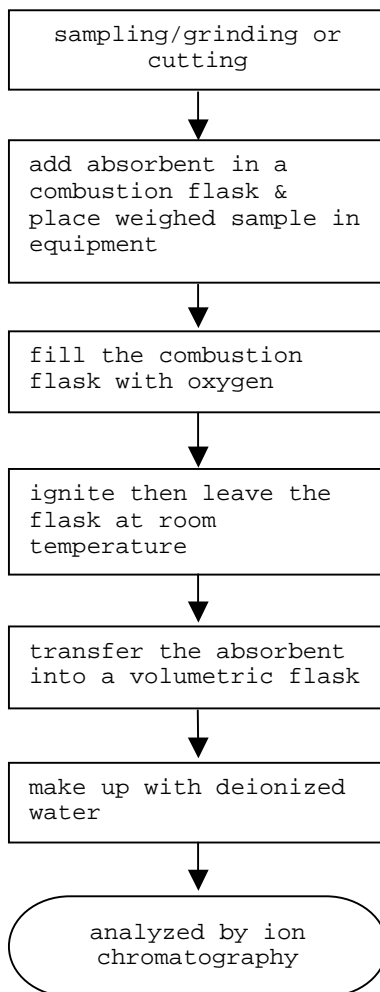 sampling/grinding or
cutting
add absorbent in a
combustion flask &
place weighed sample in
equipment
fill the combustion
flask with oxygen
ignite then leave the
flask at room
temperature
transfer the absorbent
into a volumetric flask
make up with deionized
water
analyzed by ion
chromatography